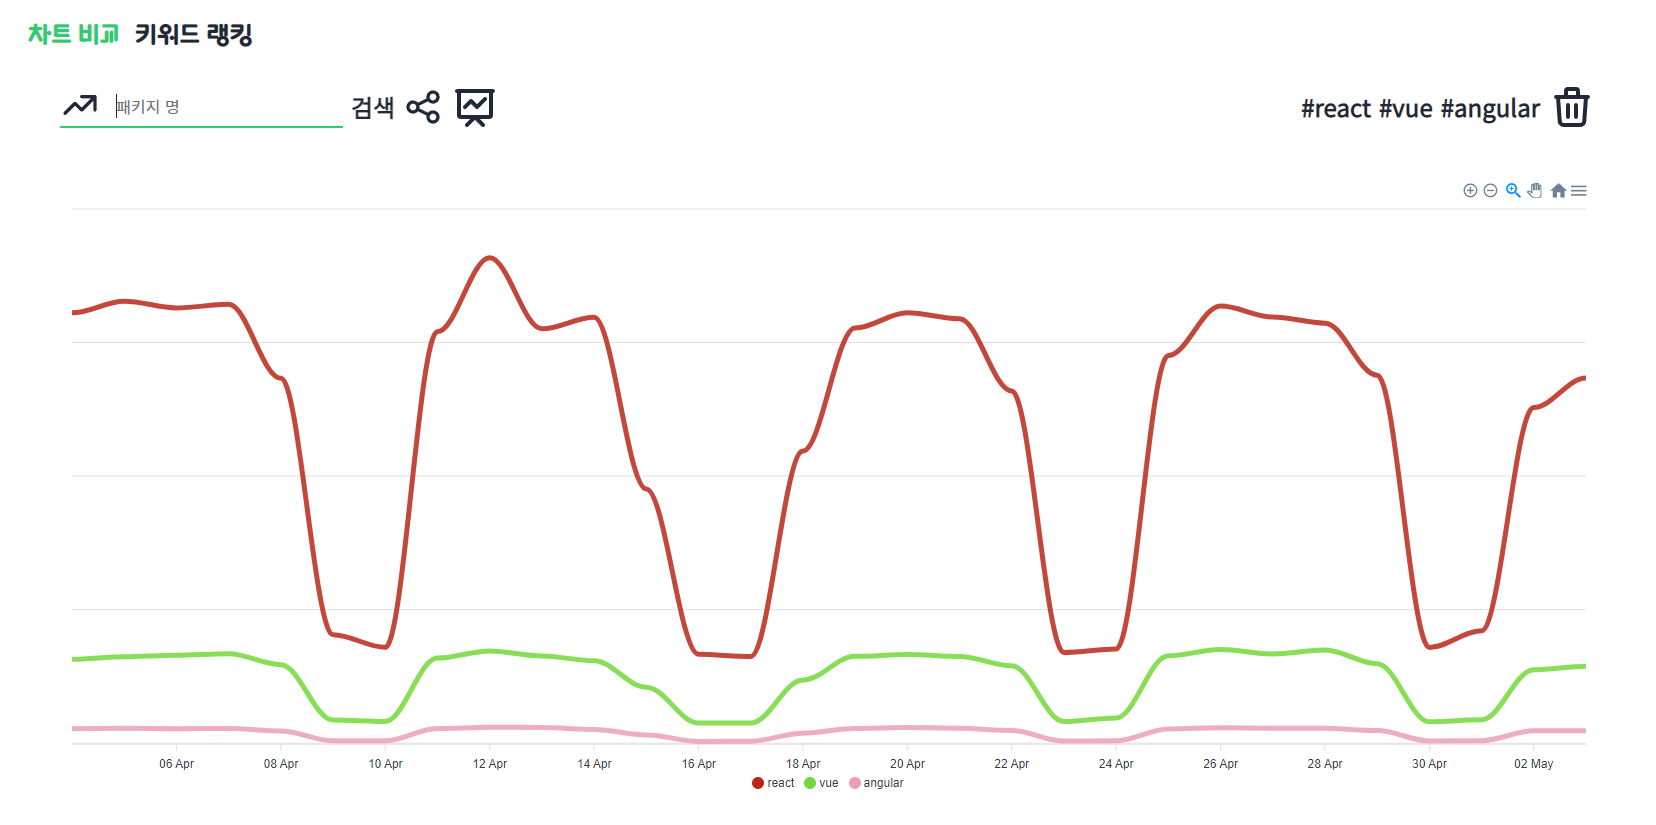 차트 비교 키워드 랭킹
패키지 명 검색 #react #vue #angular
06 Apr 08 Apr 10 Apr 12 Apr 14 Apr 16 Apr 18 Apr 20 Apr 22 Apr 24 Apr 26 Apr 28 Apr 30 Apr 02 May
react vue angular